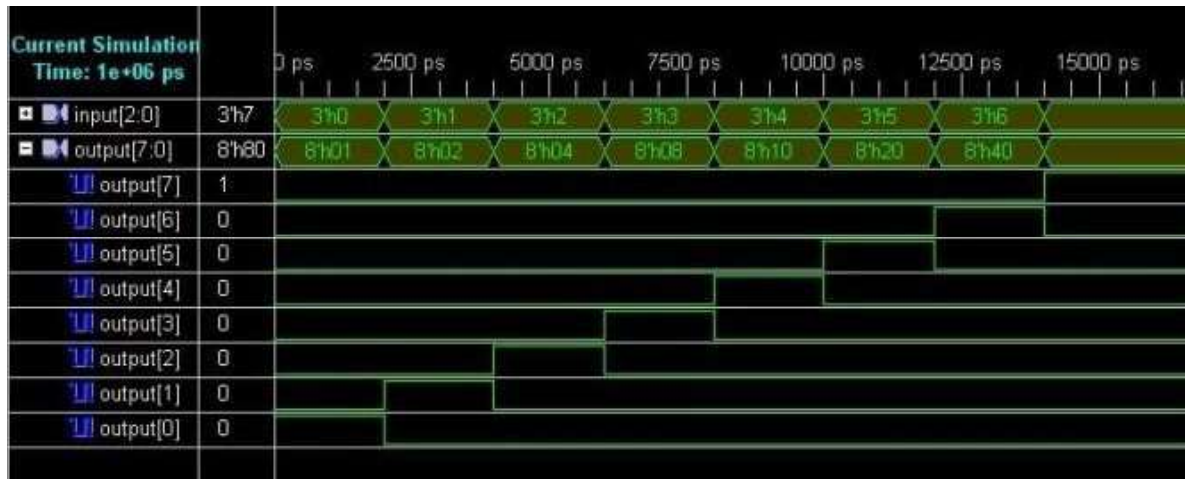 Current Simulation
Time: 1e+06 ps
0 ps 2500 ps 5000 ps 7500 ps 10000 ps 12500 ps 15000 ps
input[2:0] 3'h7 3'h0 3'h1 3'h2 3'h3 3'h4 3'h5 3'h6
output[7:0] 8'h80 8'h01 8'h02 8'h04 8'h08 8'h10 8'h20 8'h40
output[7] 1
output[6] 0
output[5] 0
output[4] 0
output[3] 0
output[2] 0
output[1] 0
output[0] 0